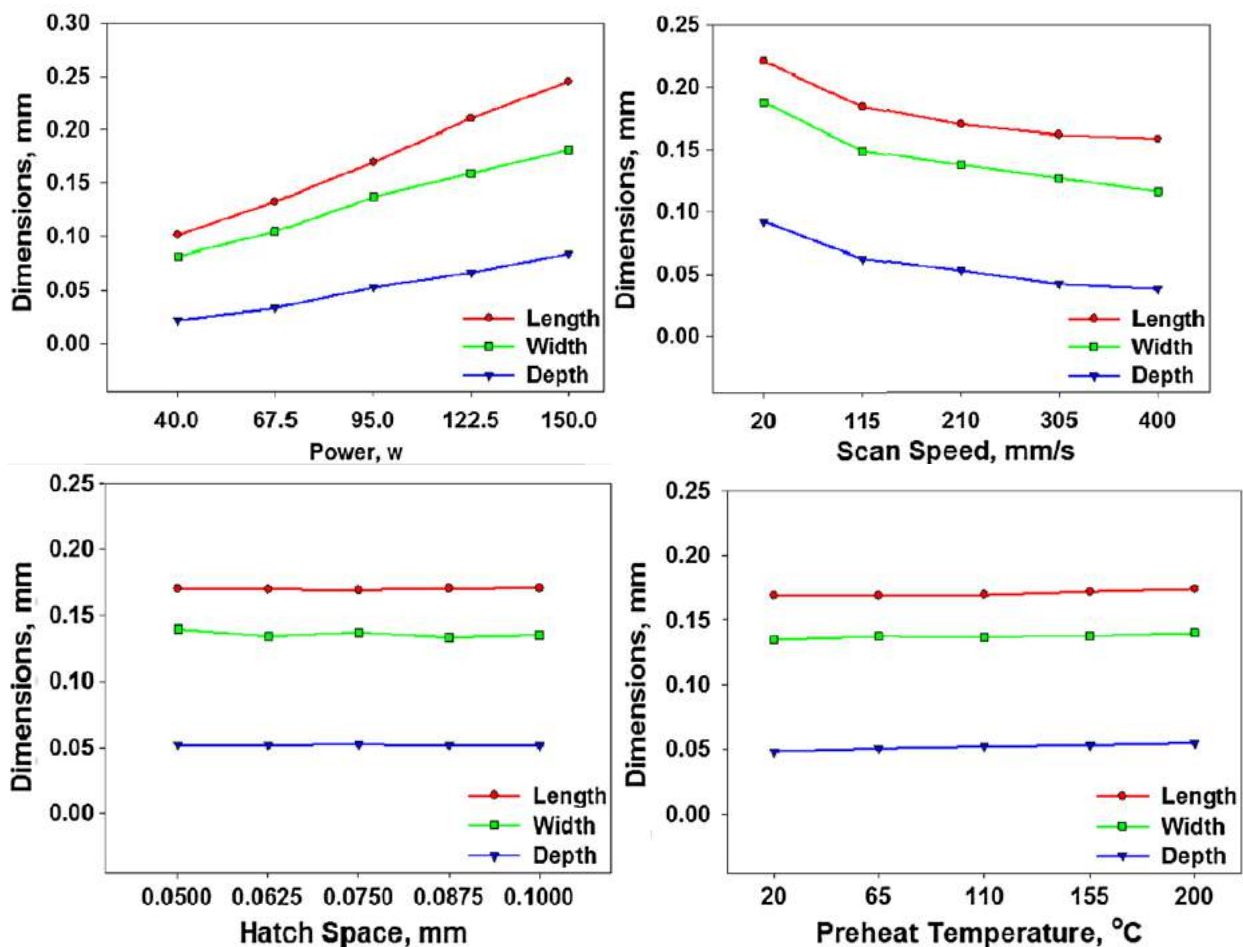 0.30
0.25
0.20
0.15
0.10
0.05
0.00
Dimensions, mm
Length
Width
Depth
40.0 67.5 95.0 122.5 150.0
Power, w
0.25
0.20
0.15
0.10
0.05
0.00
Dimensions, mm
Length
Width
Depth
20 115 210 305 400
Scan Speed, mm/s
0.25
0.20
0.15
0.10
0.05
0.00
Dimensions, mm
Length
Width
Depth
0.0500 0.0625 0.0750 0.0875 0.1000
Hatch Space, mm
0.25
0.20
0.15
0.10
0.05
0.00
Dimensions, mm
Length
Width
Depth
20 65 110 155 200
Preheat Temperature, °C